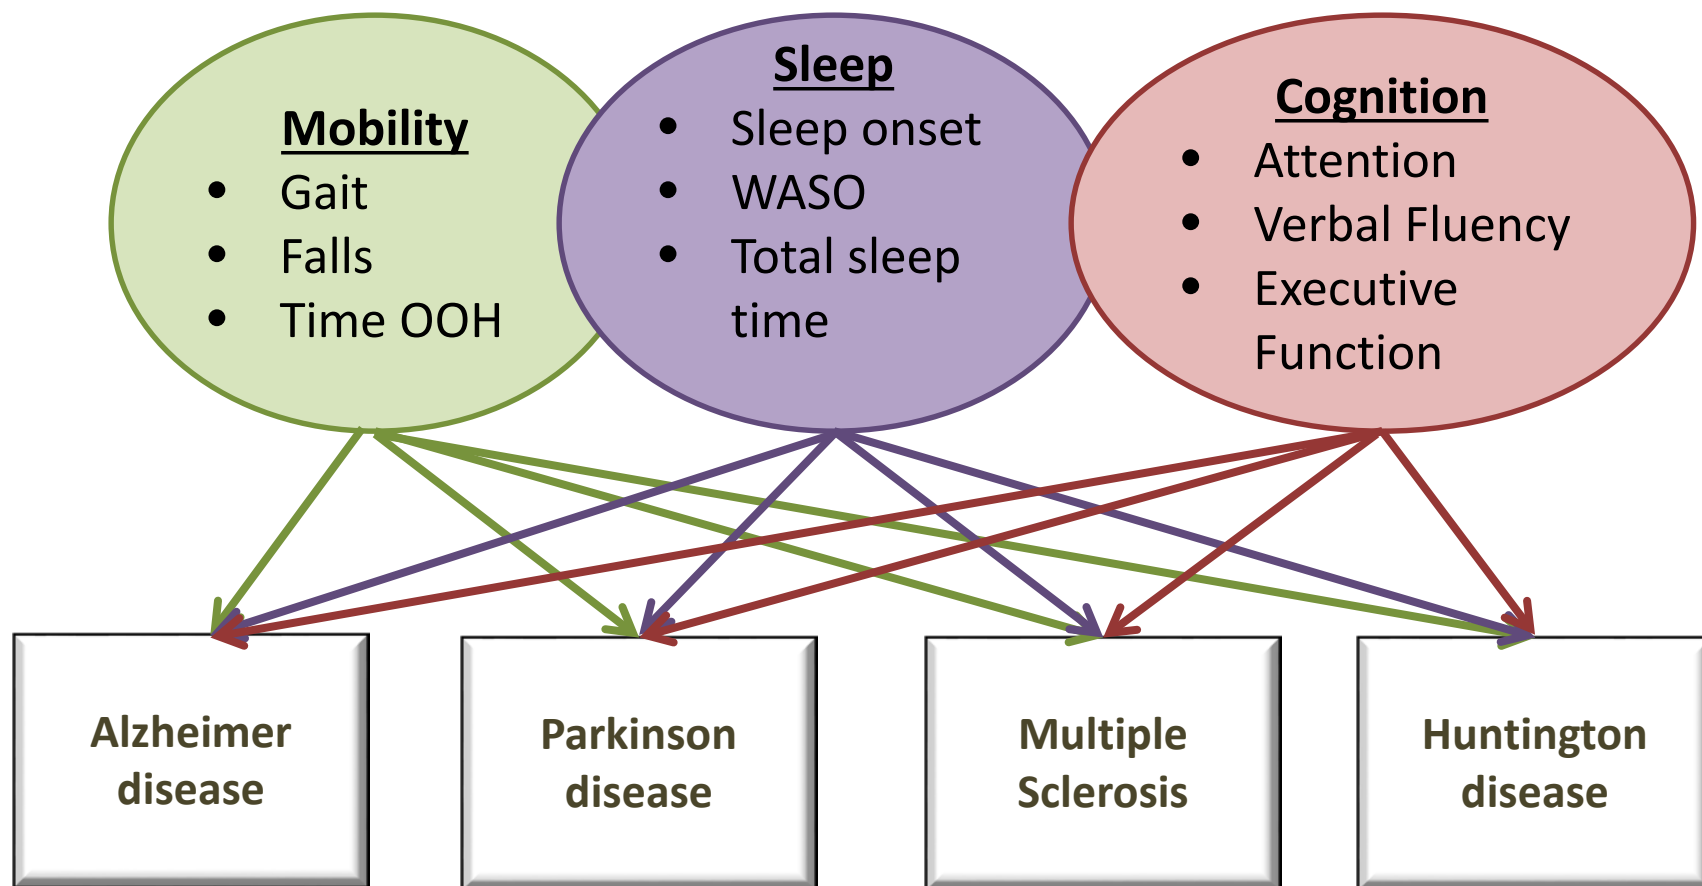 Mobility
• Gait
• Falls
• Time OOH
Sleep
• Sleep onset
• WASO
• Total sleep
time
Cognition
• Attention
• Verbal Fluency
• Executive
Function
Alzheimer
disease
Parkinson
disease
Multiple
Sclerosis
Huntington
disease